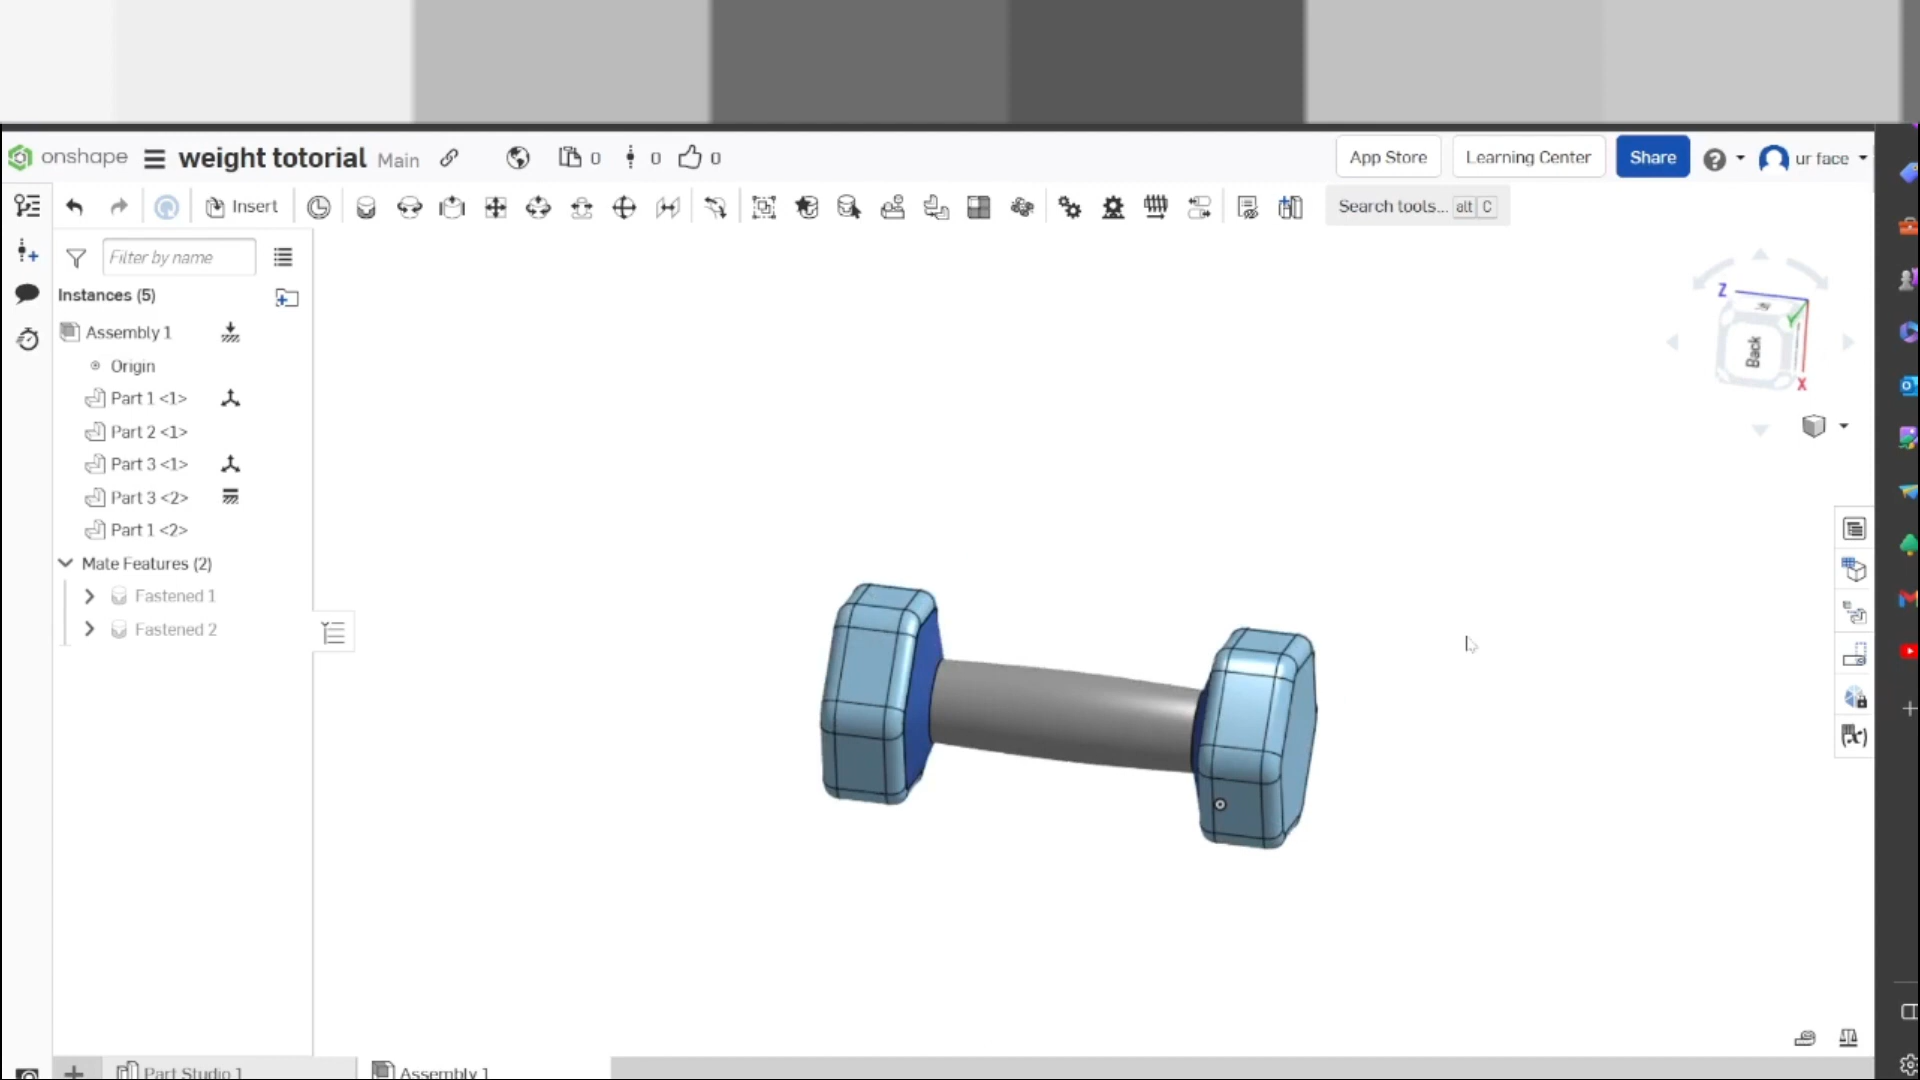 onshape weight totorial Main 0 0 0 App Store Learning Center Share ur face
Insert Search tools... alt C
Filter by name
Instances (5)
Assembly 1
Origin
Part 1 <1>
Part 2 <1>
Part 3 <1>
Part 3 <2>
Part 1 <2>
Mate Features (2)
Fastened 1
Fastened 2
Z
Back
X
Part Studio 1 Assembly 1